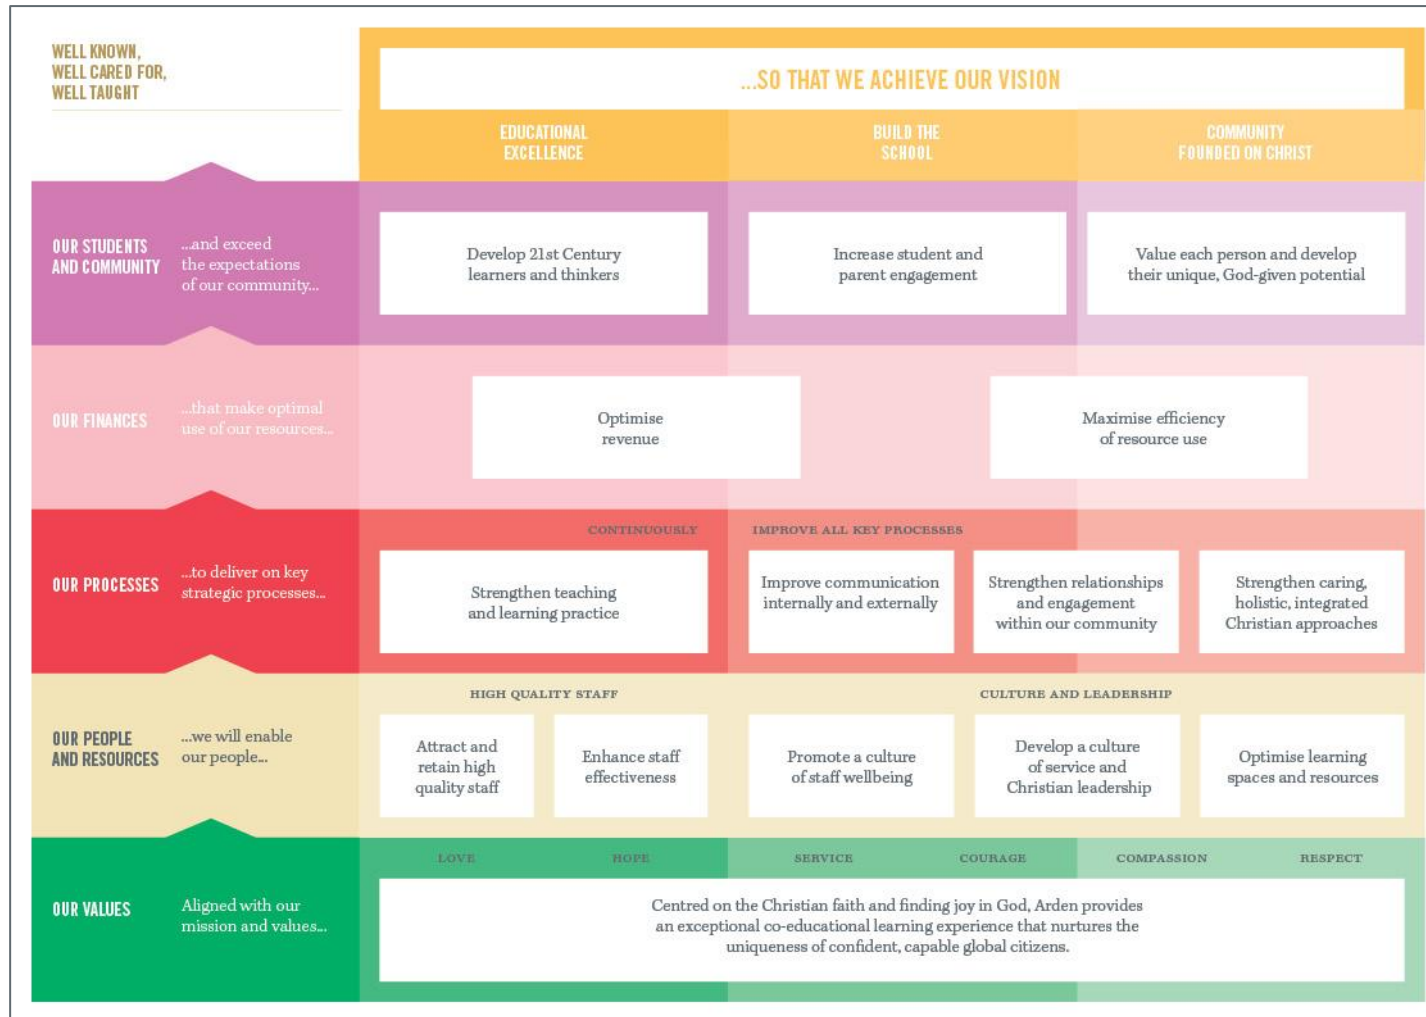 WELL KNOWN,
WELL CARED FOR,
WELL TAUGHT
...SO THAT WE ACHIEVE OUR VISION
EDUCATIONAL
EXCELLENCE
BUILD THE
SCHOOL
COMMUNITY
FOUNDED ON CHRIST
OUR STUDENTS
AND COMMUNITY
...and exceed
the expectations
of our community...
Develop 21st Century
learners and thinkers
Increase student and
parent engagement
Value each person and develop
their unique, God-given potential
OUR FINANCES
...that make optimal
use of our resources...
Optimise
revenue
Maximise efficiency
of resource use
OUR PROCESSES
...to deliver on key
strategic processes...
CONTINUOUSLY IMPROVE ALL KEY PROCESSES
Strengthen teaching
and learning practice
Improve communication
internally and externally
Strengthen relationships
and engagement
within our community
Strengthen caring,
holistic, integrated
Christian approaches
OUR PEOPLE
AND RESOURCES
...we will enable
our people...
HIGH QUALITY STAFF
Attract and
retain high
quality staff
Enhance staff
effectiveness
CULTURE AND LEADERSHIP
Promote a culture
of staff wellbeing
Develop a culture
of service and
Christian leadership
Optimise learning
spaces and resources
OUR VALUES
Aligned with our
mission and values...
LOVE HOPE SERVICE COURAGE COMPASSION RESPECT
Centred on the Christian faith and finding joy in God, Arden provides
an exceptional co-educational learning experience that nurtures the
uniqueness of confident, capable global citizens.